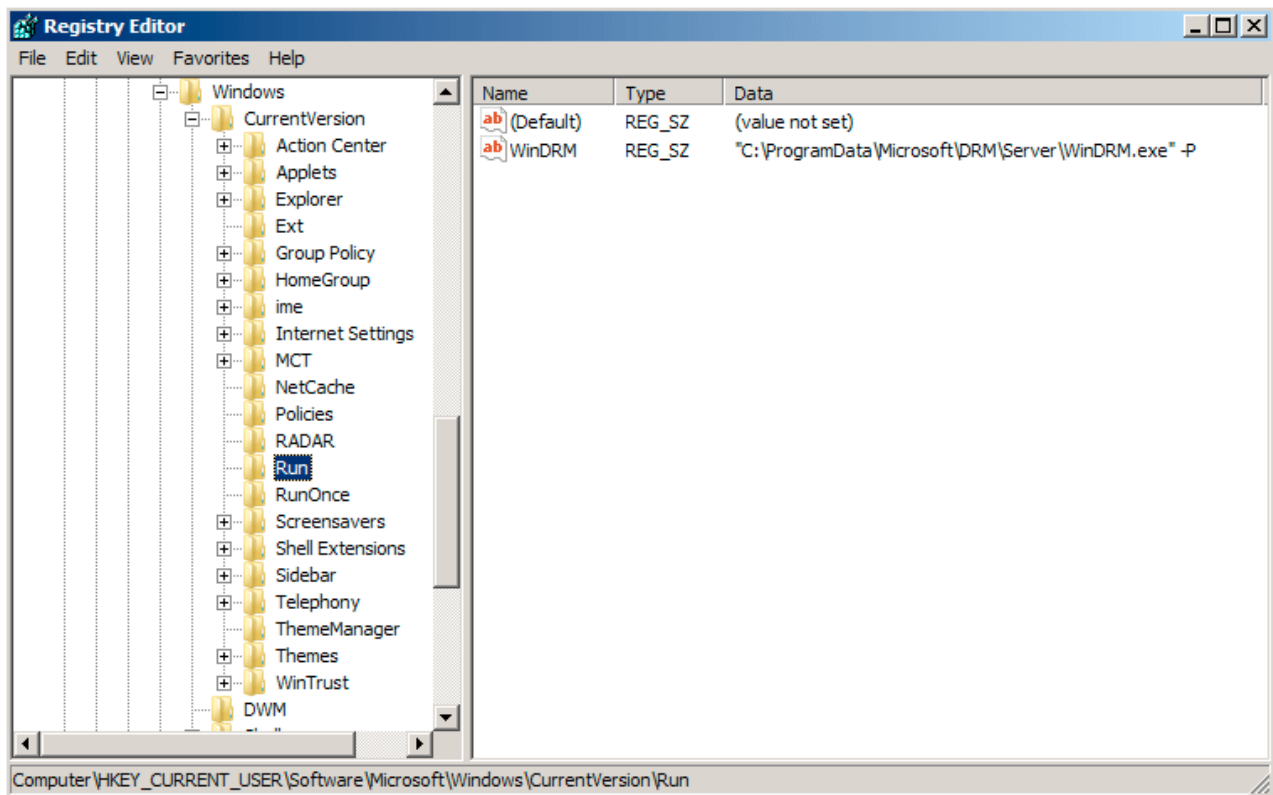 Registry Editor
File Edit View Favorites Help
Windows
CurrentVersion
Action Center
Applets
Explorer
Ext
Group Policy
HomeGroup
ime
Internet Settings
MCT
NetCache
Policies
RADAR
Run
RunOnce
Screensavers
Shell Extensions
Sidebar
Telephony
ThemeManager
Themes
WinTrust
DWM
Name Type Data
ab (Default) REG_SZ (value not set)
ab WinDRM REG_SZ "C:\ProgramData\Microsoft\DRM\Server\WinDRM.exe" -P
Computer\HKEY_CURRENT_USER\Software\Microsoft\Windows\CurrentVersion\Run